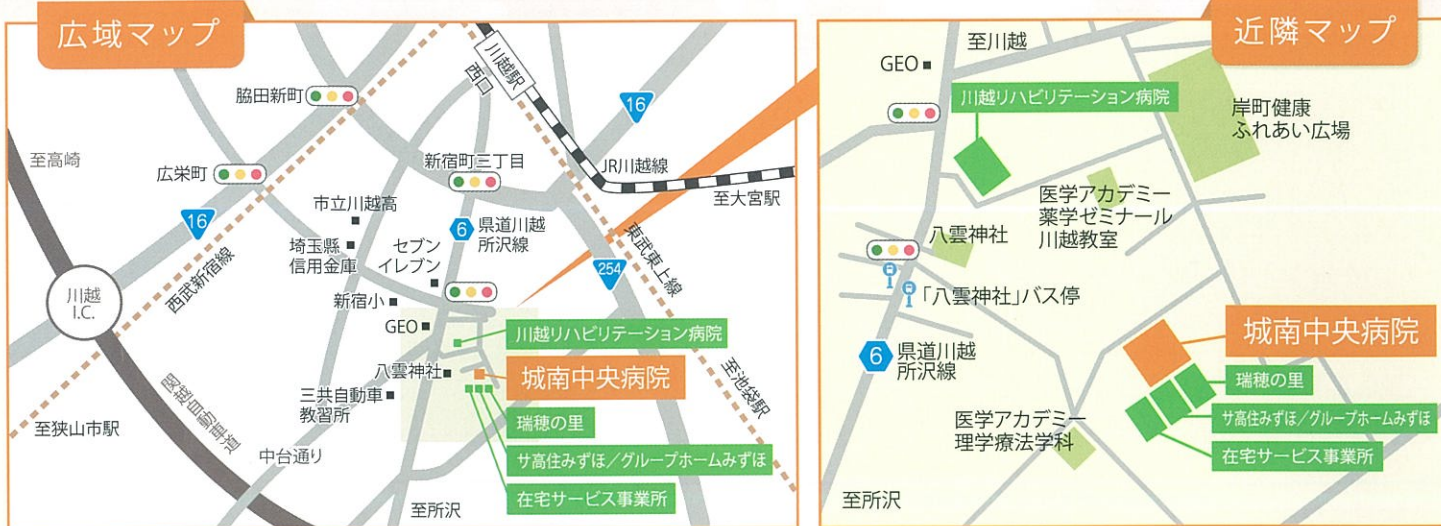 広域マップ
川越駅
西口
脇田新町
16
至高崎
広栄町
新宿町三丁目
JR川越線
至大宮駅
市立川越高
16
6
県道川越
所沢線
埼玉縣
信用金庫
セブン
イレブン
254
東武東上線
西武新宿線
川越
I.C.
新宿小
GEO
川越リハビリテーション病院
八雲神社
城南中央病院
三共自動車
教習所
至池袋駅
瑞穂の里
関越自動車道
至狭山市駅
中台通り
サ高住みずほ/グループホームみずほ
在宅サービス事業所
至所沢
近隣マップ
至川越
GEO
川越リハビリテーション病院
岸町健康
ふれあい広場
医学アカデミー
薬学ゼミナール
川越教室
八雲神社
「八雲神社」バス停
城南中央病院
6
県道川越
所沢線
瑞穂の里
医学アカデミー
理学療法学科
サ高住みずほ/グループホームみずほ
在宅サービス事業所
至所沢